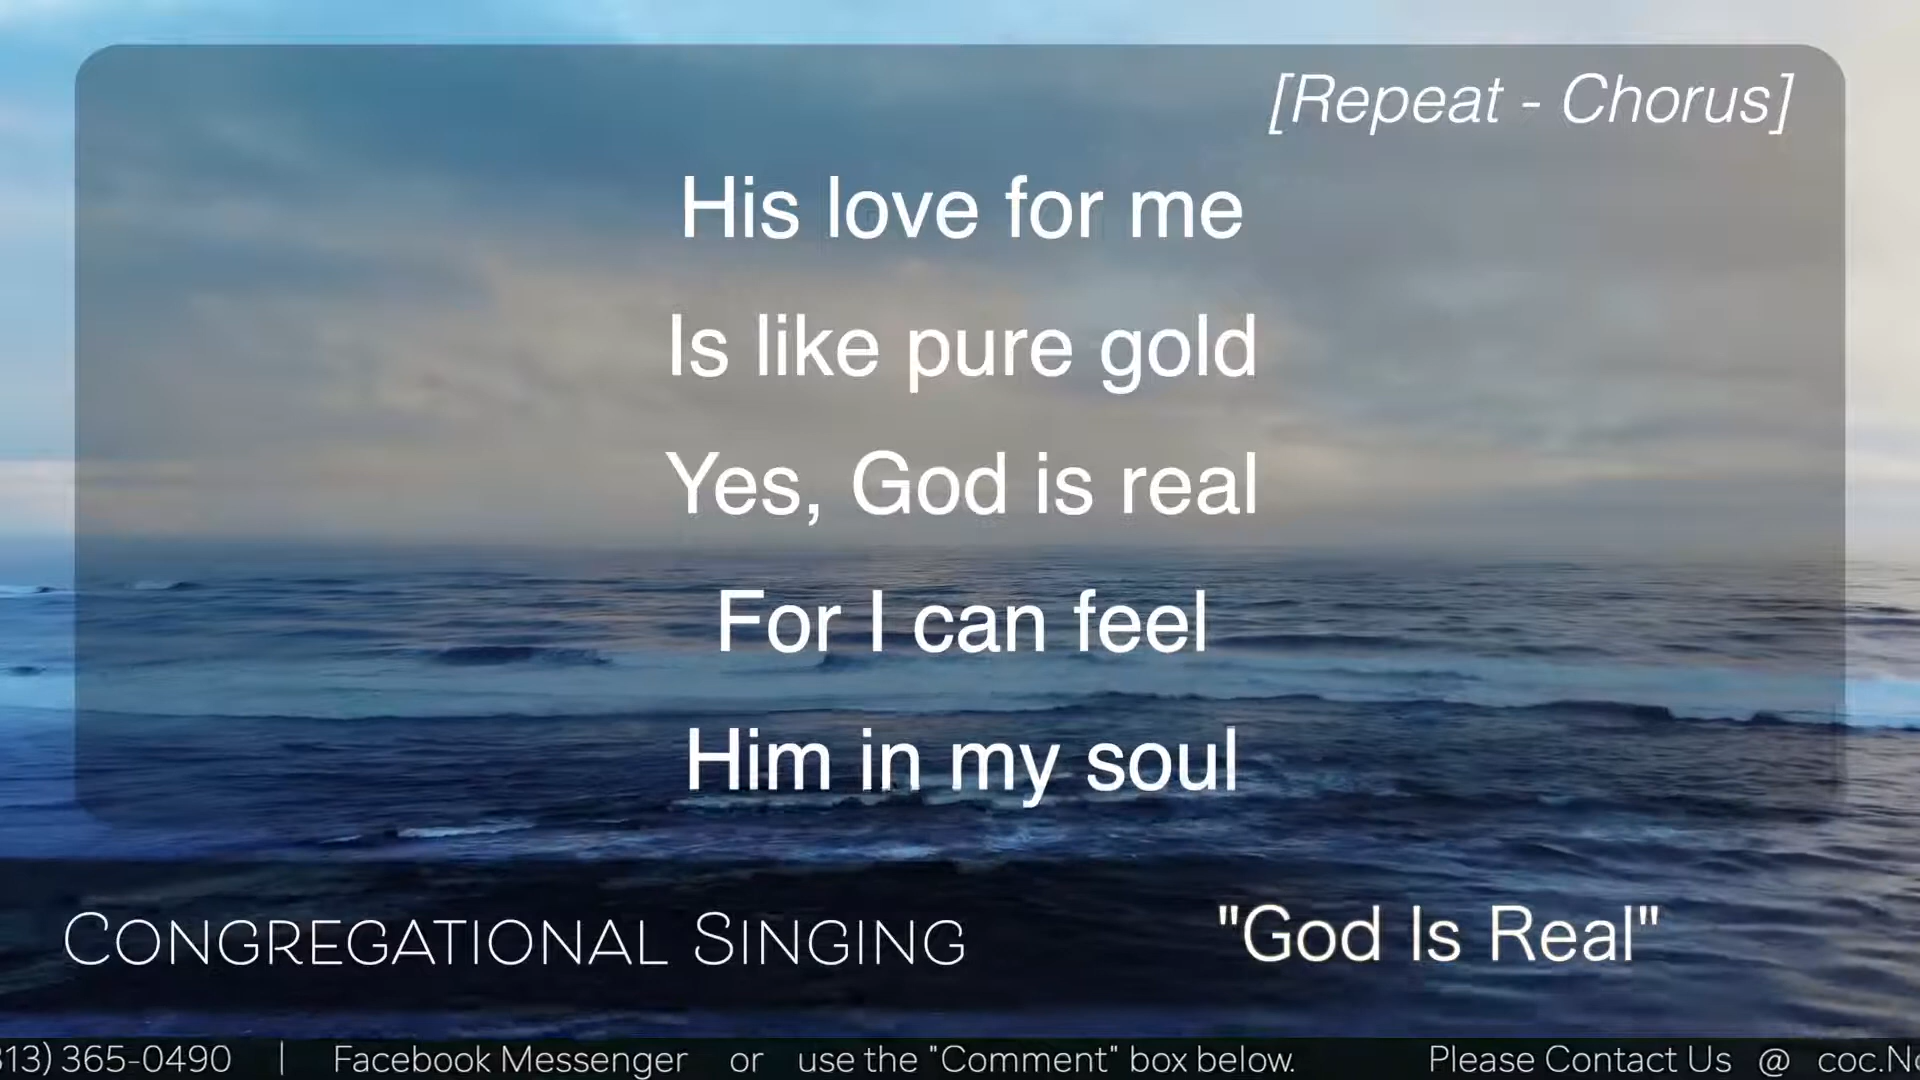 [Repeat - Chorus]
His love for me
Is like pure gold
Yes, God is real
For I can feel
Him in my soul
CONGREGATIONAL SINGING
"God Is Real"
313) 365-0490 | Facebook Messenger or use the "Comment" box below. Please Contact Us @